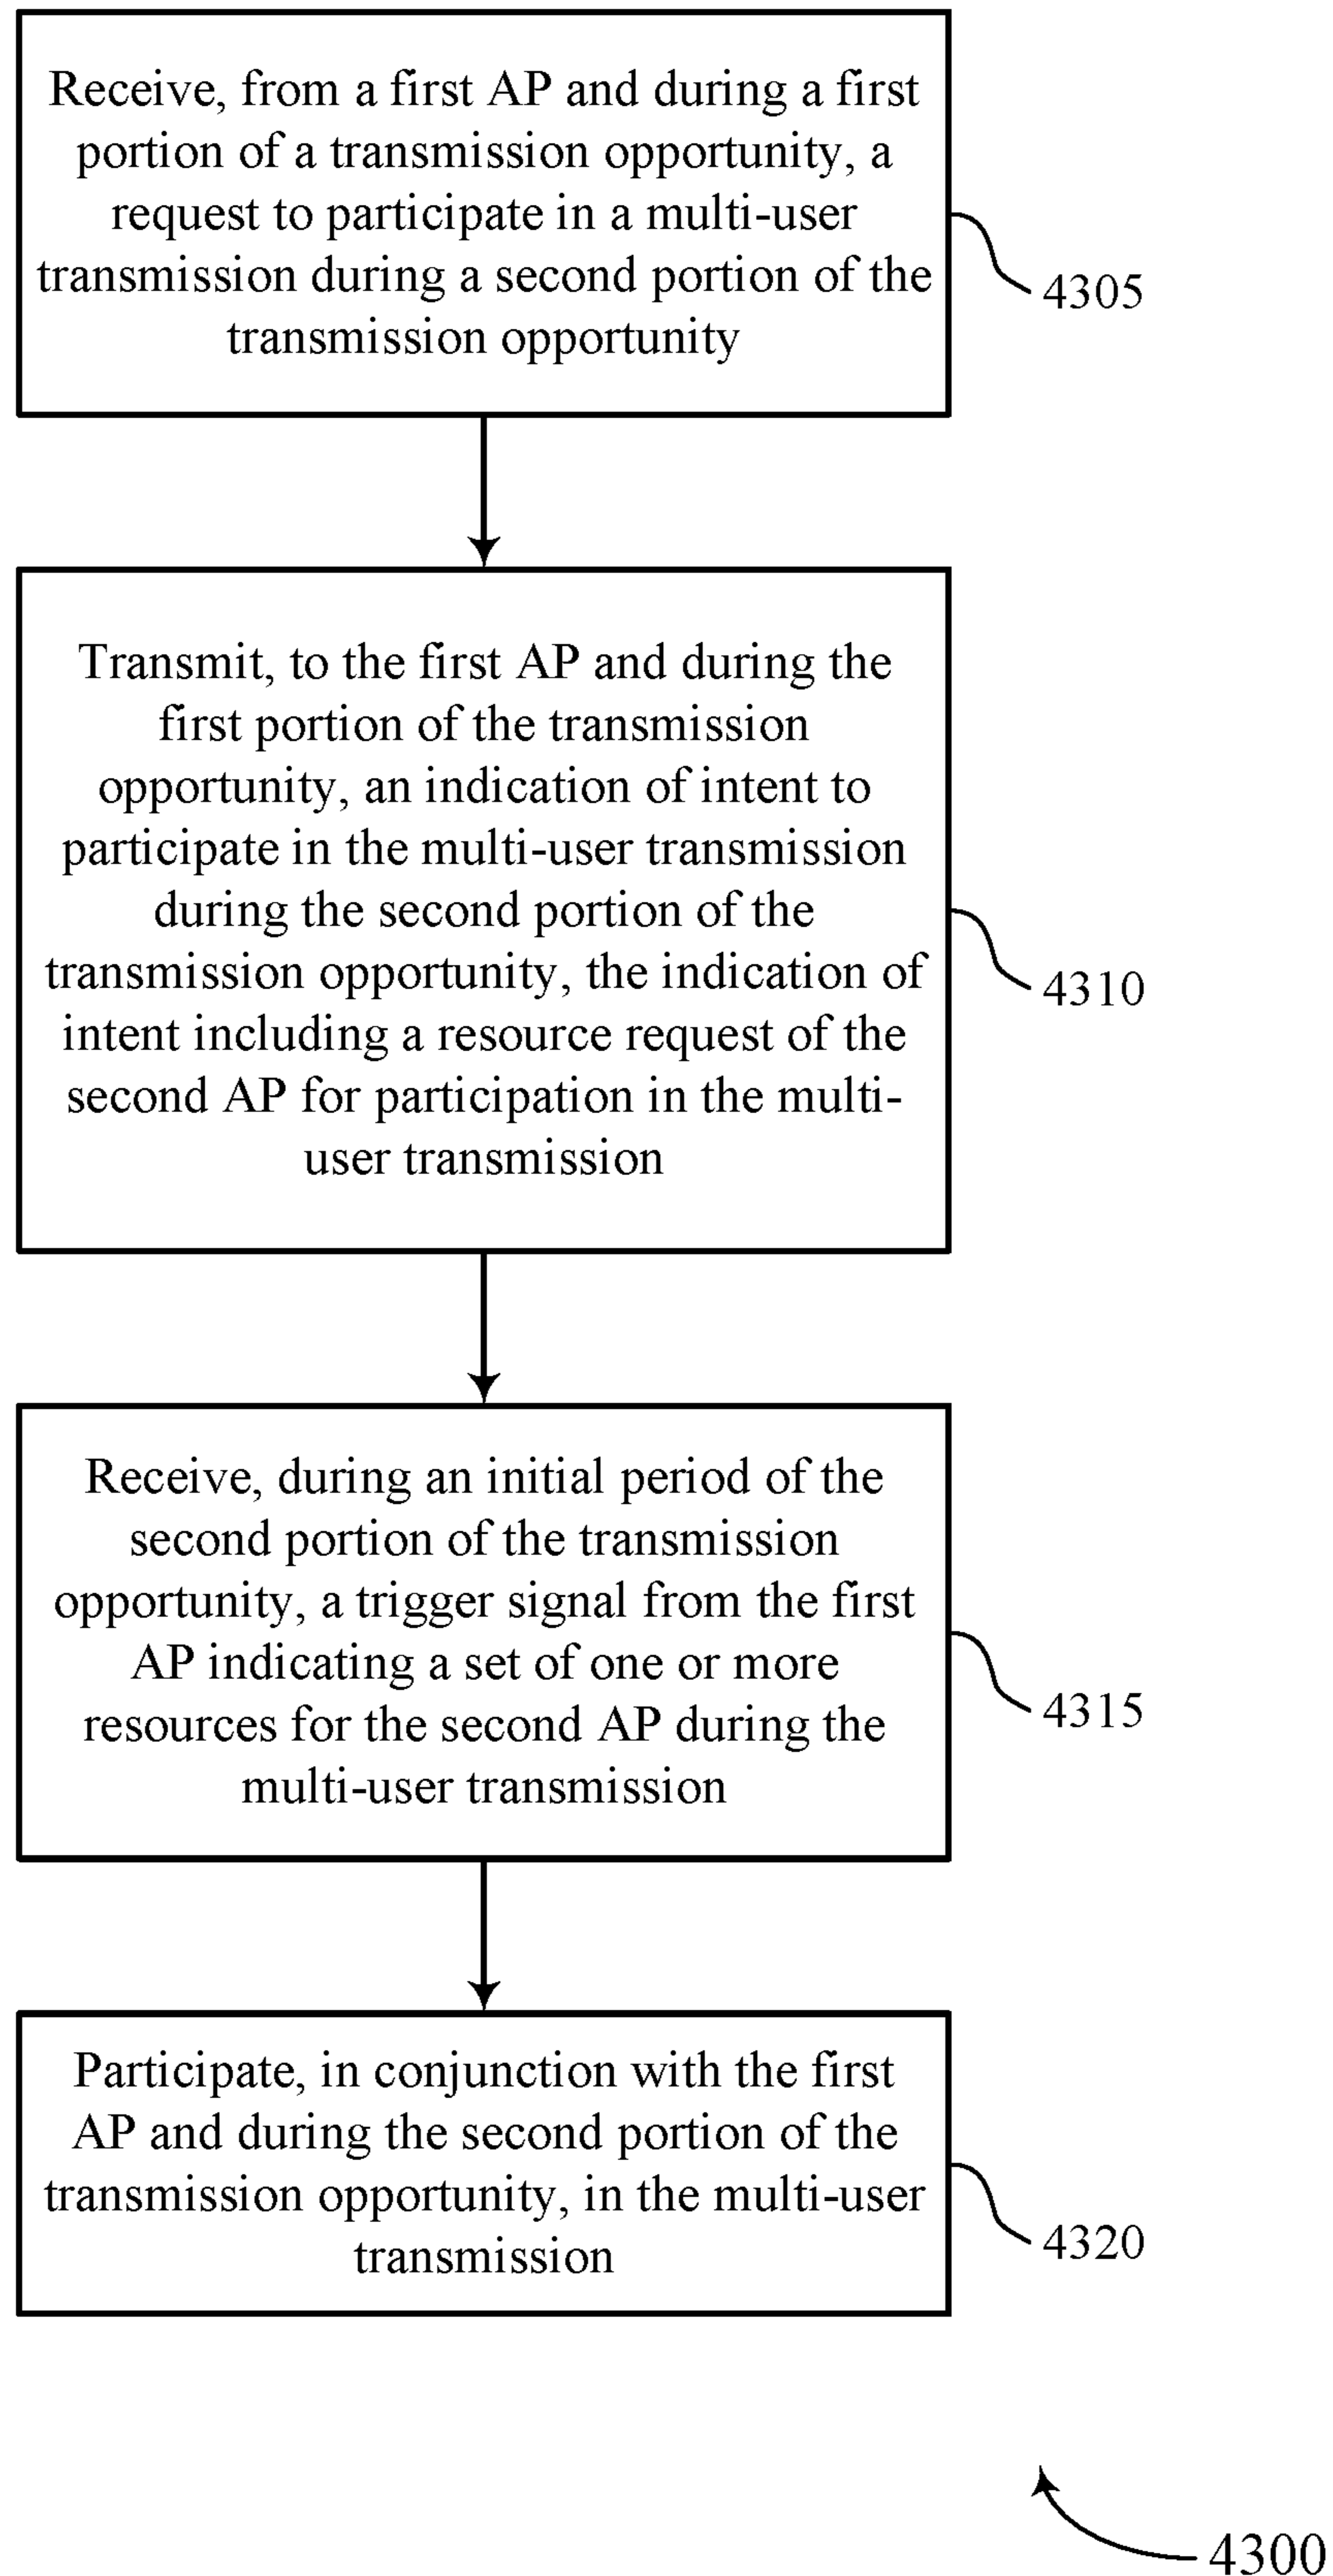 Receive, from a first AP and during a first
portion of a transmission opportunity, a
request to participate in a multi-user
transmission during a second portion of the
transmission opportunity
4305
Transmit, to the first AP and during the
first portion of the transmission
opportunity, an indication of intent to
participate in the multi-user transmission
during the second portion of the
transmission opportunity, the indication of
intent including a resource request of the
second AP for participation in the multi-
user transmission
4310
Receive, during an initial period of the
second portion of the transmission
opportunity, a trigger signal from the first
AP indicating a set of one or more
resources for the second AP during the
multi-user transmission
4315
Participate, in conjunction with the first
AP and during the second portion of the
transmission opportunity, in the multi-user
transmission
4320
4300